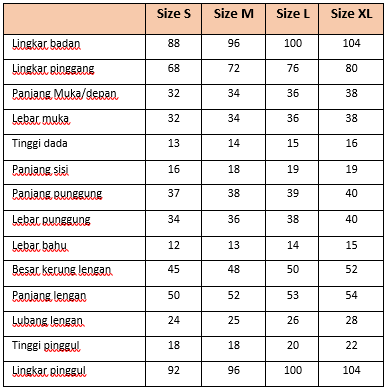 Size S Size M Size L Size XL
Lingkar badan 88 96 100 104
Lingkar pinggang 68 72 76 80
Panjang Muka/depan 32 34 36 38
Lebar muka 32 34 36 38
Tinggi dada 13 14 15 16
Panjang sisi 16 18 19 19
Panjang punggung 37 38 39 40
Lebar punggung 34 36 38 40
Lebar bahu 12 13 14 15
Besar kerung lengan 45 48 50 52
Panjang lengan 50 52 53 54
Lubang lengan 24 25 26 28
Tinggi pinggul 18 18 20 22
Lingkar pinggul 92 96 100 104